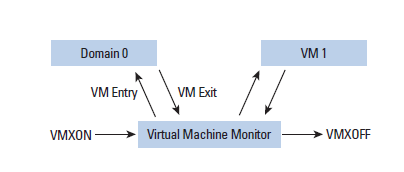 Domain 0
VM 1
VM Entry
VM Exit
VMXON
Virtual Machine Monitor
VMXOFF